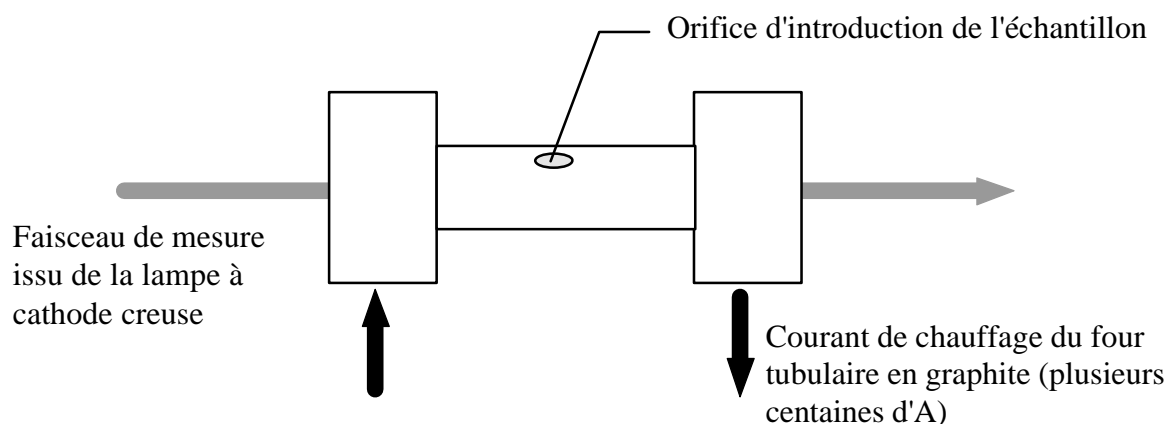 Orifice d'introduction de l'échantillon
Faisceau de mesure
issu de la lampe à
cathode creuse
Courant de chauffage du four
tubulaire en graphite (plusieurs
centaines d'A)